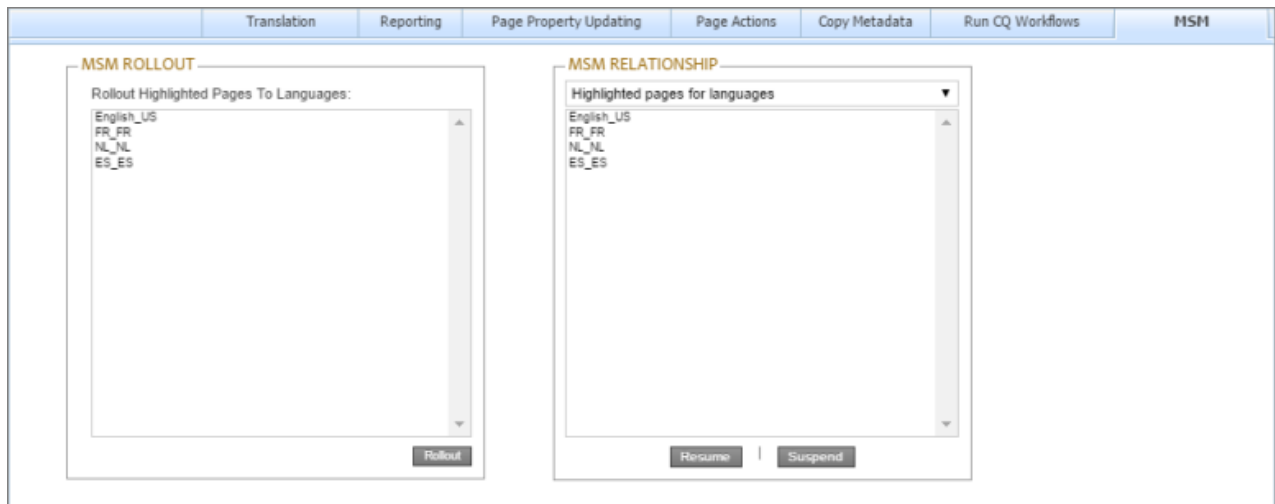 Translation Reporting Page Property Updating Page Actions Copy Metadata Run CQ Workflows MSM
MSM ROLLOUT
Rollout Highlighted Pages To Languages:
English_US
FR_FR
NL_NL
ES_ES
Rollout
MSM RELATIONSHIP
Highlighted pages for languages
English_US
FR_FR
NL_NL
ES_ES
Resume | Suspend